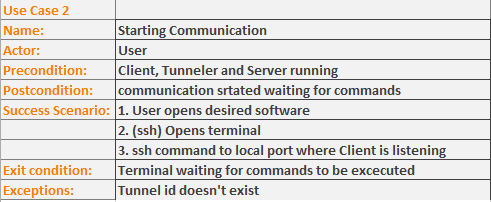 Use Case 2
Name: Starting Communication
Actor: User
Precondition: Client, Tunneler and Server running
Postcondition: communication srtated waiting for commands
Success Scenario: 1. User opens desired software
2. (ssh) Opens terminal
3. ssh command to local port where Client is listening
Exit condition: Terminal waiting for commands to be excecuted
Exceptions: Tunnel id doesn't exist